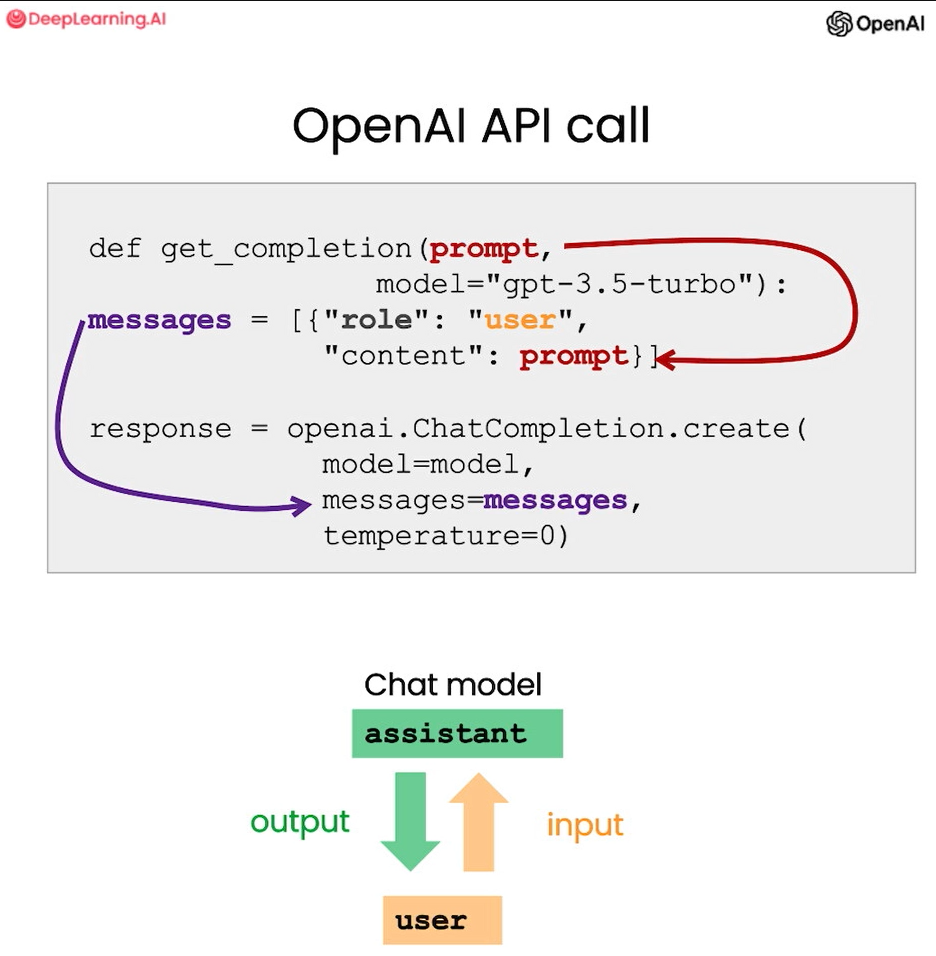 DeepLearning.AI
OpenAI
OpenAI API call
def get_completion(prompt,
model="gpt-3.5-turbo"):
messages = [{"role": "user",
"content": prompt}]
response = openai.ChatCompletion.create(
model=model,
messages=messages,
temperature=0)
Chat model
assistant
output
input
user